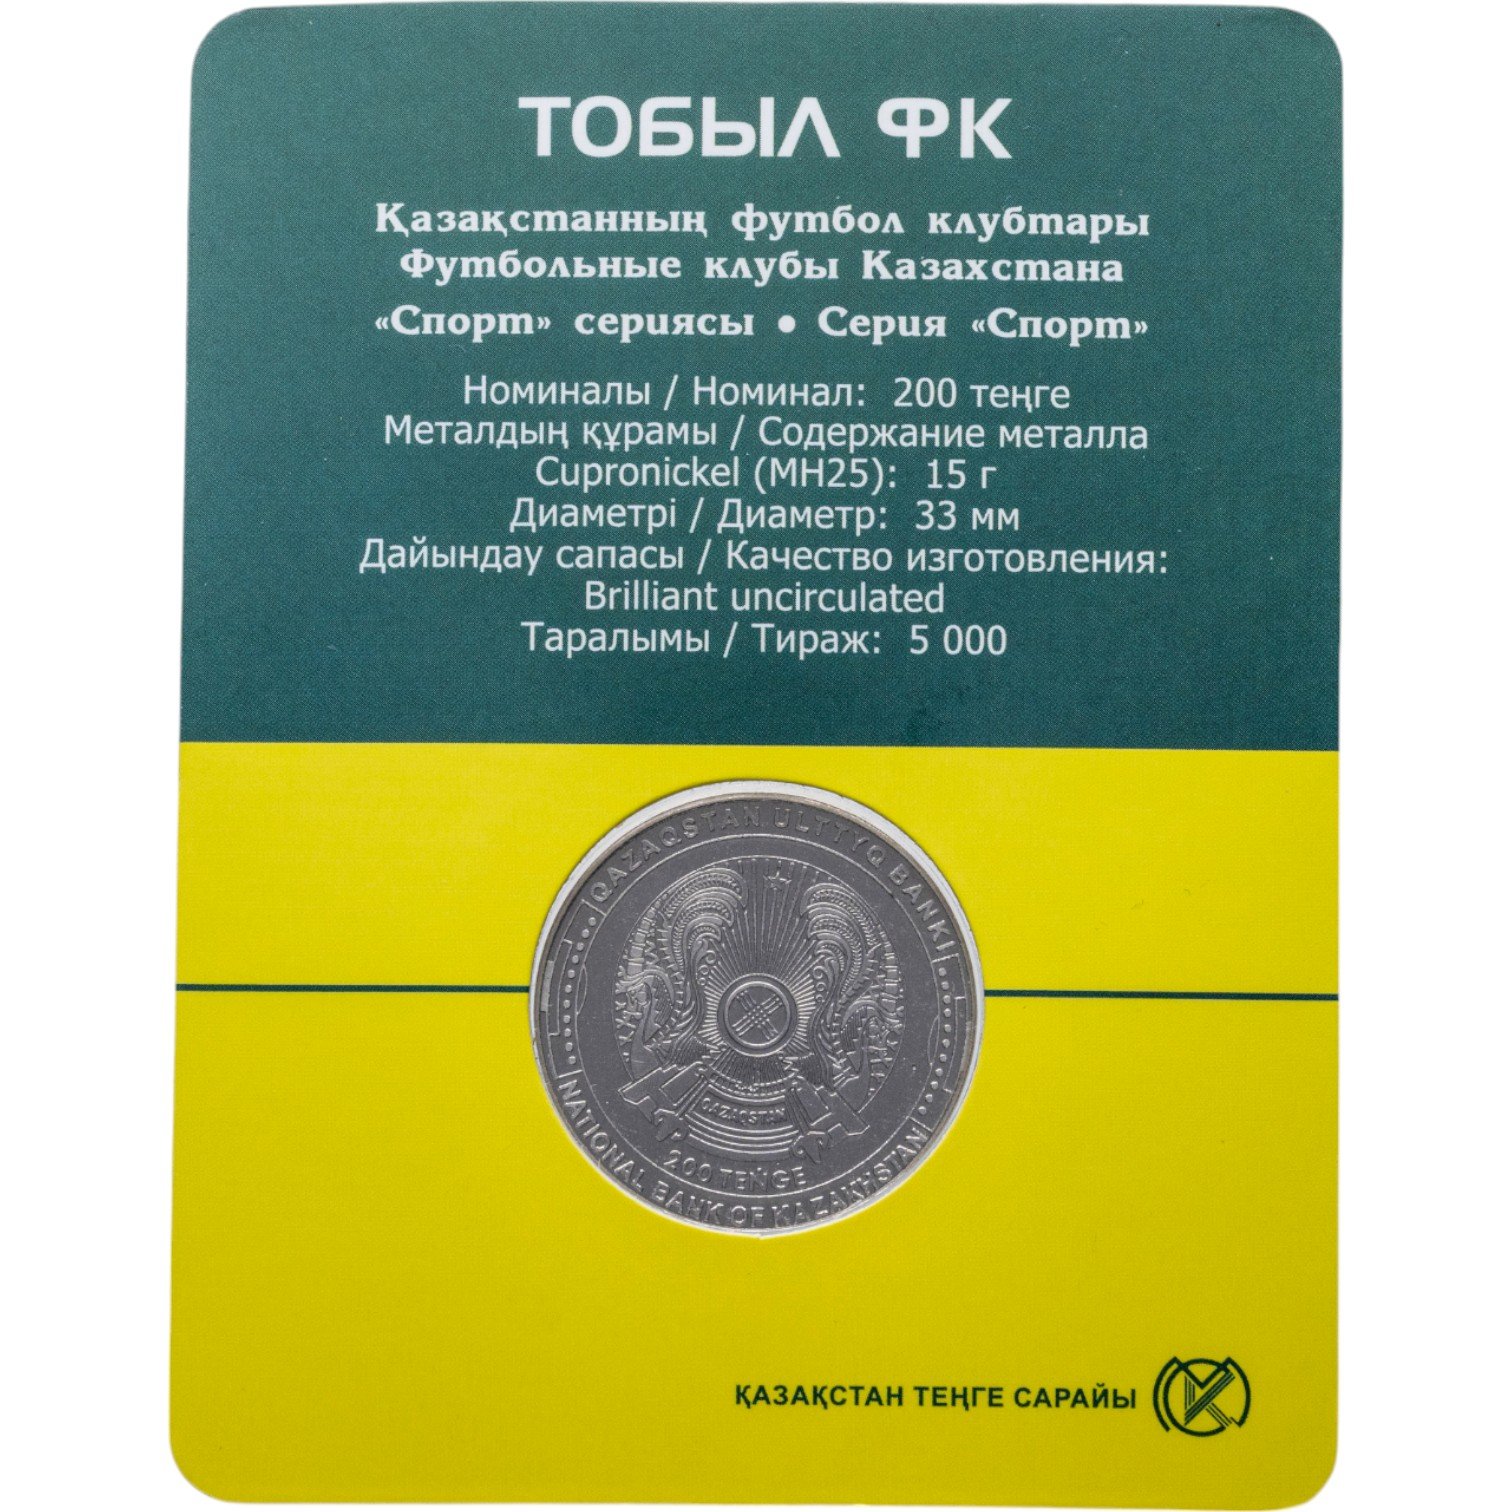 ТОБЫЛ ФК
Қазақстанның футбол клубтары
Футбольные клубы Казахстана
«Спорт» сериясы • Серия «Спорт»
Номиналы / Номинал: 200 теңге
Металдың құрамы / Содержание металла
Cupronickel (МН25): 15 г
Диаметрі / Диаметр: 33 мм
Дайындау сапасы / Качество изготовления:
Brilliant uncirculated
Таралымы / Тираж: 5 000
QAZAQSTAN ULTTYQ BANKI
QAZAQSTAN
200 TEŃGE
NATIONAL BANK OF KAZAKHSTAN
ҚАЗАҚСТАН ТЕҢГЕ САРАЙЫ